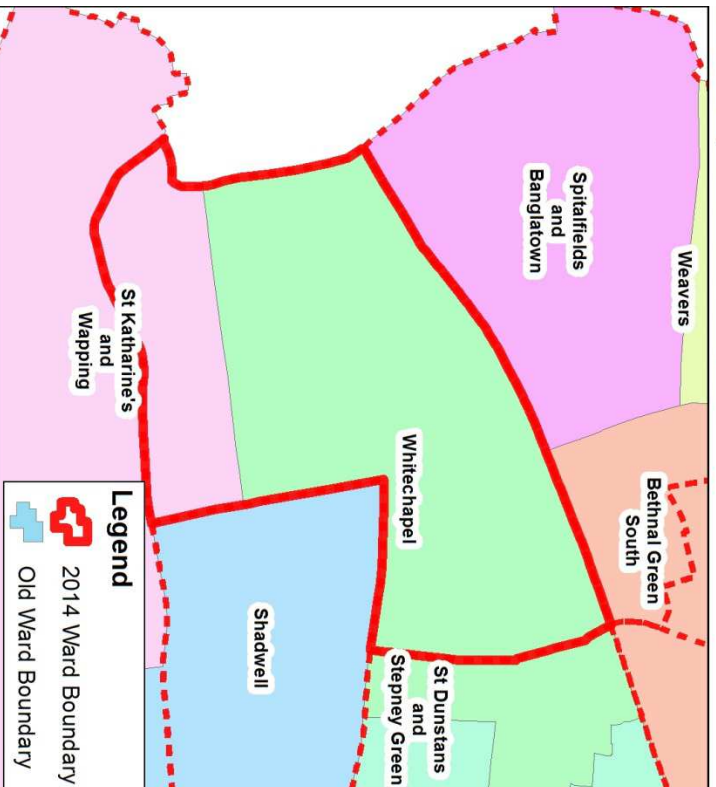 Weavers
Spitalfields
and
Banglatown
Bethnal Green
South
Whitechapel
St Dunstans
and
Stepney Green
St Katharine's
and
Wapping
Shadwell
Legend
2014 Ward Boundary
Old Ward Boundary